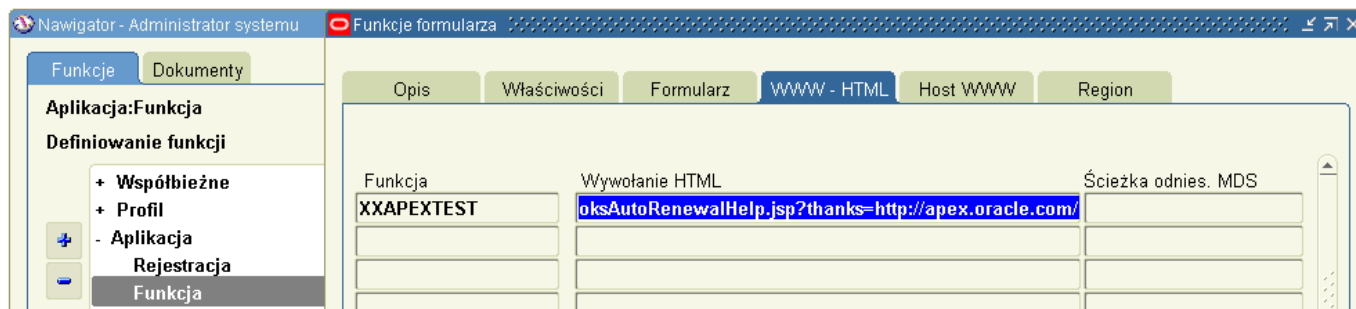 Nawigator - Administrator systemu
Funkcje formularza
Funkcje Dokumenty
Opis Właściwości Formularz WWW - HTML Host WWW Region
Aplikacja:Funkcja
Definiowanie funkcji
+ Współbieżne
+ Profil
- Aplikacja
Rejestracja
Funkcja
Funkcja Wywołanie HTML Ścieżka odnies. MDS
XXAPEXTEST oksAutoRenewalHelp.jsp?thanks=http://apex.oracle.com/